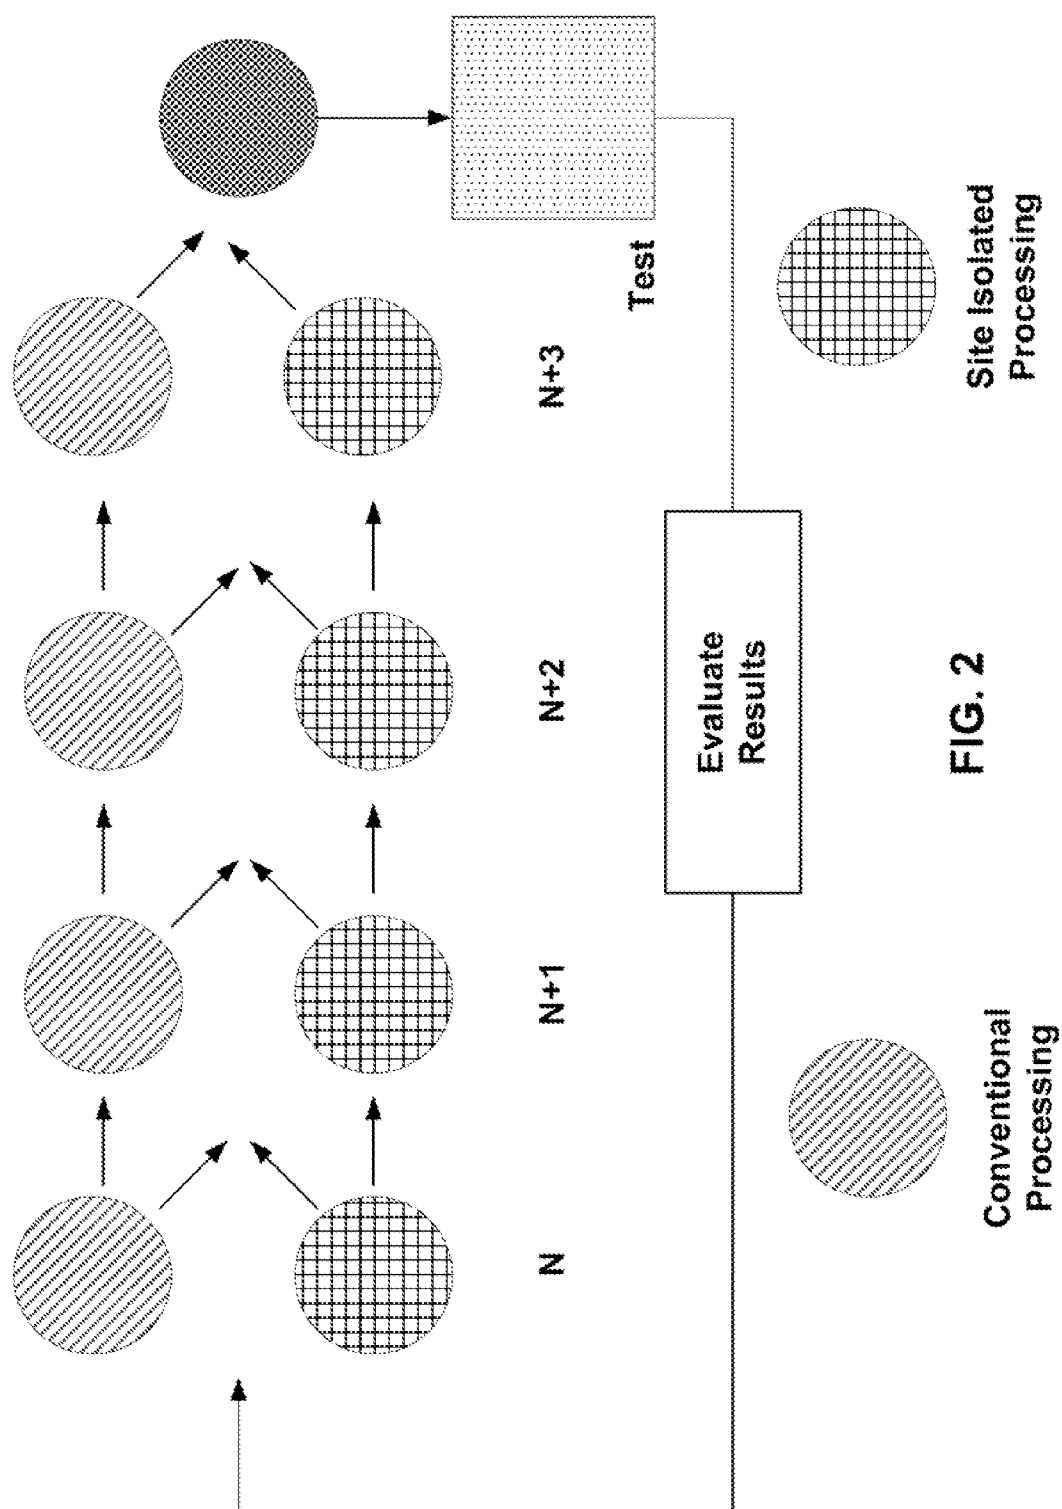 N
N+1
N+2
N+3
Test
Evaluate
Results
Conventional
Processing
Site Isolated
Processing
FIG. 2